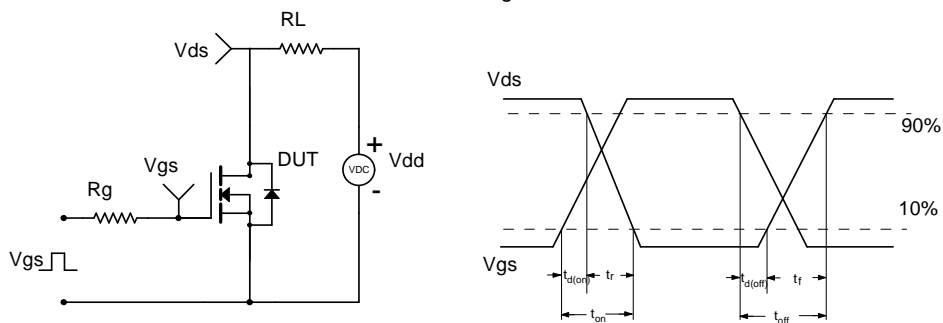 g
RL
Vds
Vds
90%
+
Vdd
DUT
VDC
Vgs
-
Rg
10%
Vgs
Vgs
td(on)
tr
td(off)
tf
ton
toff